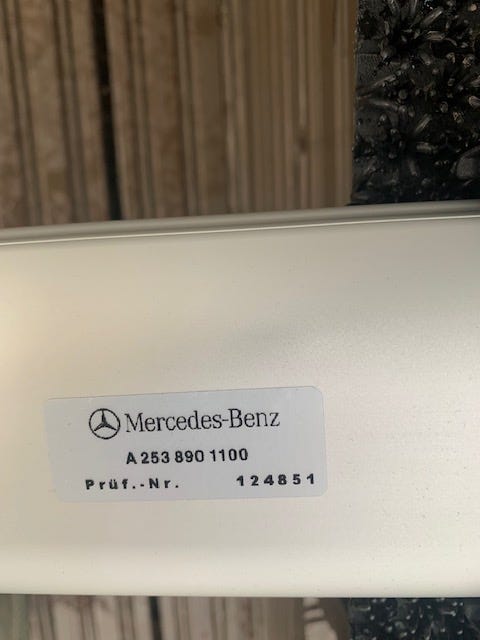 Mercedes-Benz
A 253 890 1100
Prüf.-Nr. 124851